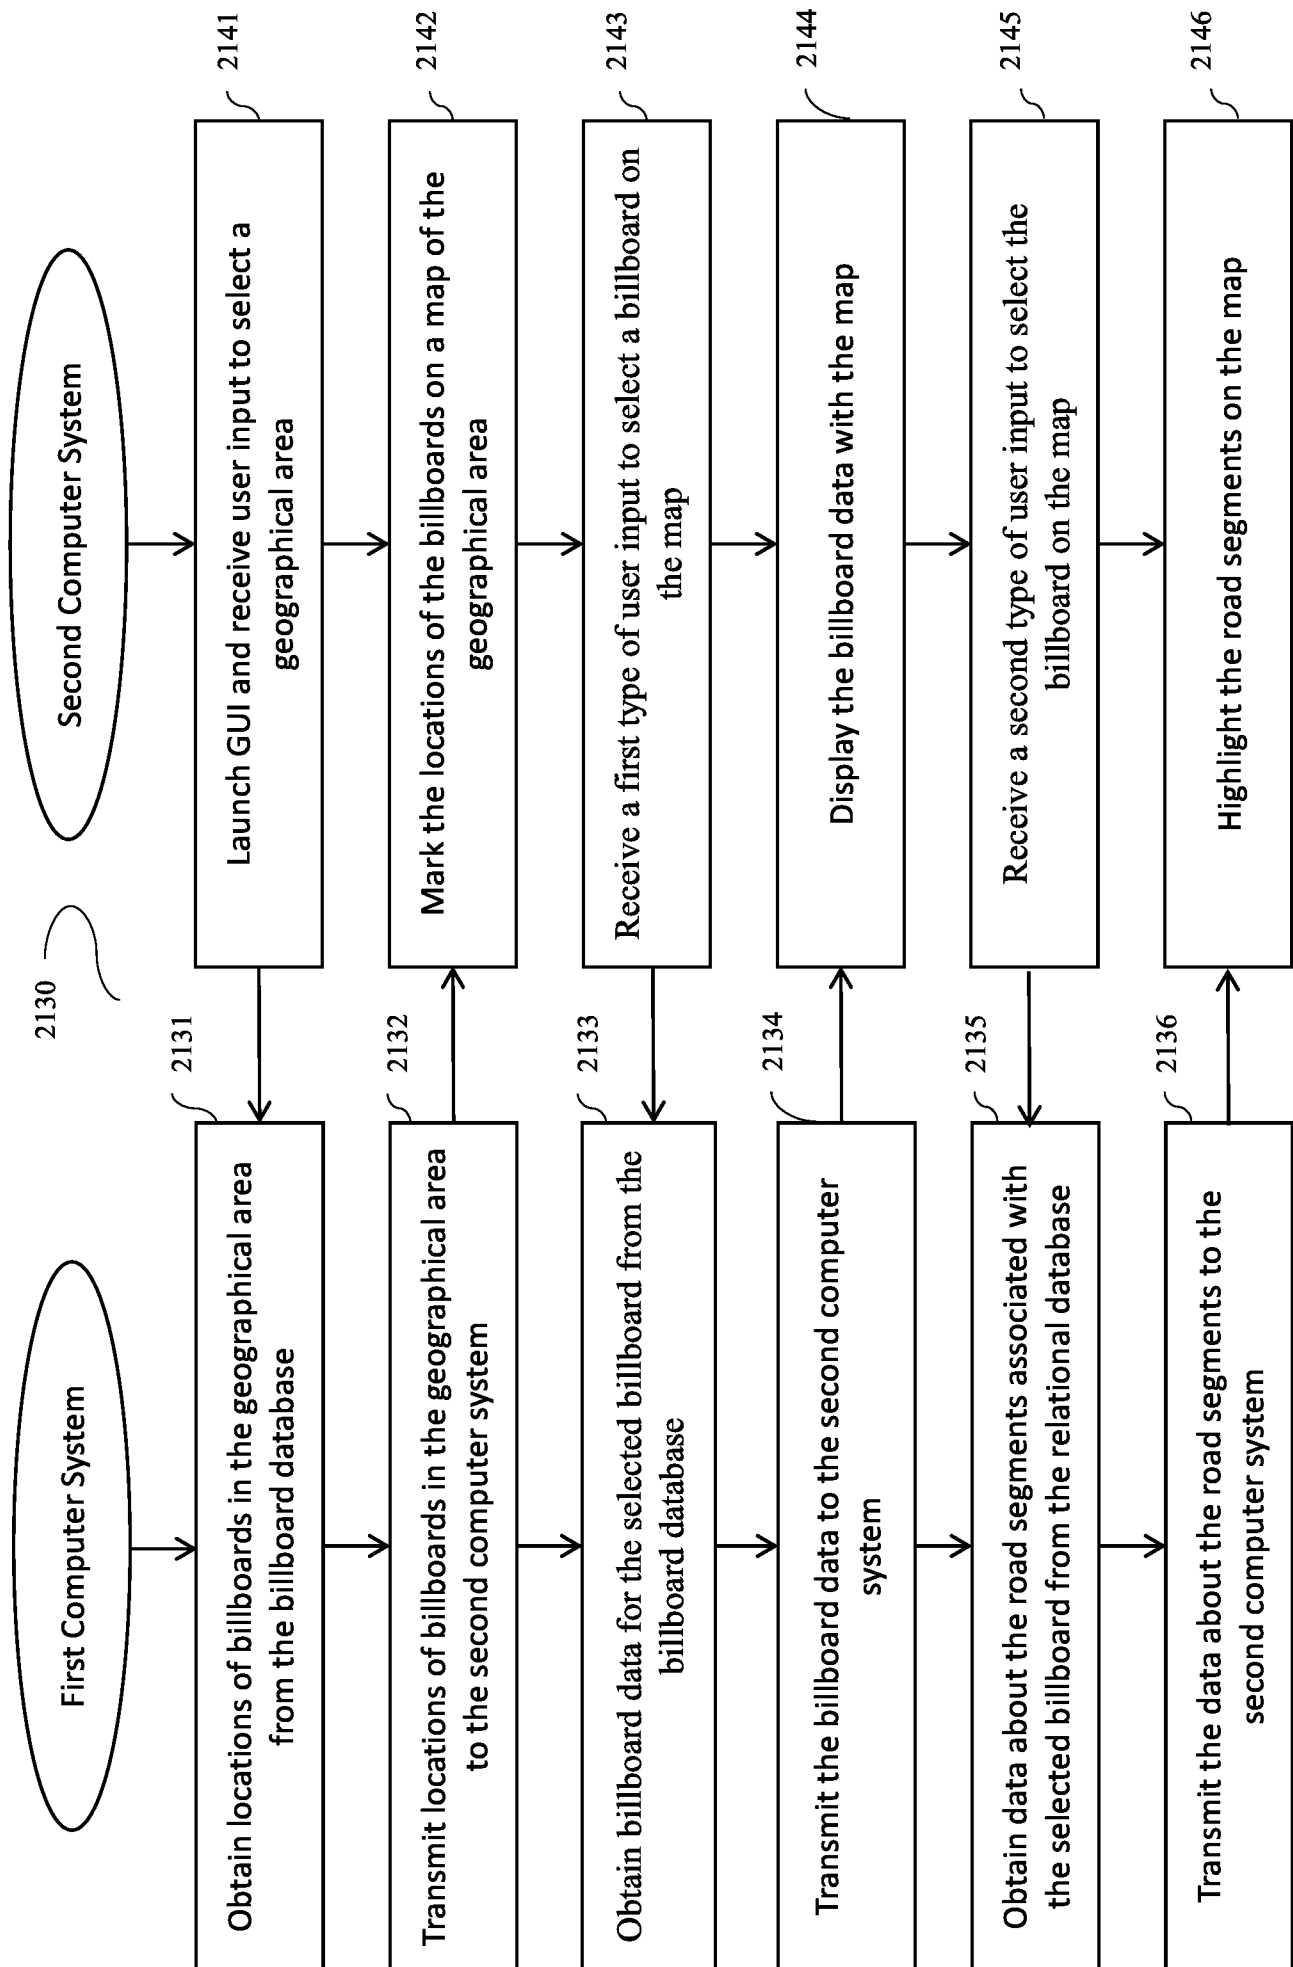 2130
First Computer System
2131
Obtain locations of billboards in the geographical area
from the billboard database
2132
Transmit locations of billboards in the geographical area
to the second computer system
2133
Obtain billboard data for the selected billboard from the
billboard database
2134
Transmit the billboard data to the second computer
system
2135
Obtain data about the road segments associated with
the selected billboard from the relational database
2136
Transmit the data about the road segments to the
second computer system
Second Computer System
2141
Launch GUI and receive user input to select a
geographical area
2142
Mark the locations of the billboards on a map of the
geographical area
2143
Receive a first type of user input to select a billboard on
the map
2144
Display the billboard data with the map
2145
Receive a second type of user input to select the
billboard on the map
2146
Highlight the road segments on the map